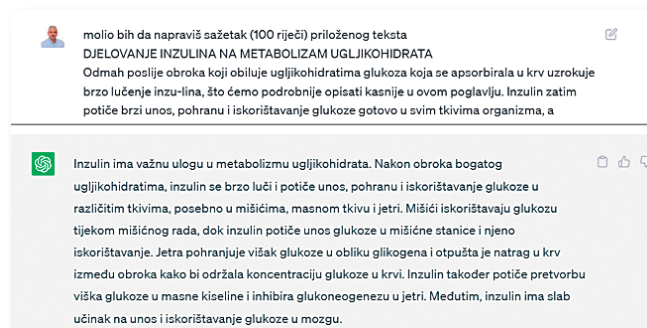 molio bih da napraviš sažetak (100 riječi) priloženog teksta
DJELOVANJE INZULINA NA METABOLIZAM UGLJIKOHIDRATA
Odmah poslije obroka koji obiluje ugljikohidratima glukoza koja se apsorbirala u krv uzrokuje
brzo lučenje inzu-lina, što ćemo podrobnije opisati kasnije u ovom poglavlju. Inzulin zatim
potiče brzi unos, pohranu i iskorištavanje glukoze gotovo u svim tkivima organizma, a
Inzulin ima važnu ulogu u metabolizmu ugljikohidrata. Nakon obroka bogatog
ugljikohidratima, inzulin se brzo luči i potiče unos, pohranu i iskorištavanje glukoze u
različitim tkivima, posebno u mišićima, masnom tkivu i jetri. Mišići iskorištavaju glukozu
tijekom mišićnog rada, dok inzulin potiče unos glukoze u mišićne stanice i njeno
iskorištavanje. Jetra pohranjuje višak glukoze u obliku glikogena i otpušta je natrag u krv
između obroka kako bi održala koncentraciju glukoze u krvi. Inzulin također potiče pretvorbu
viška glukoze u masne kiseline i inhibira glukoneogenezu u jetri. Međutim, inzulin ima slab
učinak na unos i iskorištavanje glukoze u mozgu.